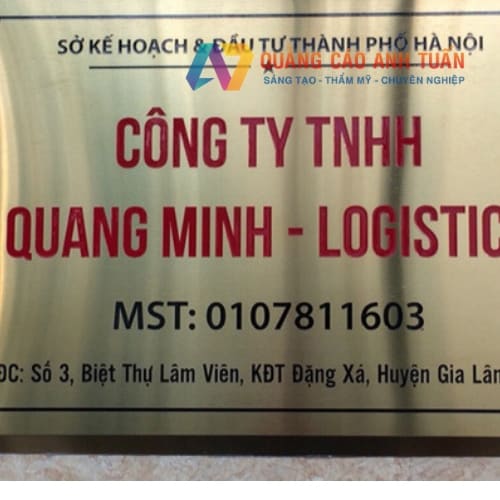 SỞ KẾ HOẠCH & ĐẦU TƯ THÀNH PHỐ HÀ NỘI
QUẢNG CÁO ANH TUẤN
SÁNG TẠO - THẨM MỸ - CHUYÊN NGHIỆP
CÔNG TY TNHH
QUANG MINH - LOGISTIC
MST: 0107811603
ĐC: Số 3, Biệt Thự Lâm Viên, KĐT Đặng Xá, Huyện Gia Lâm